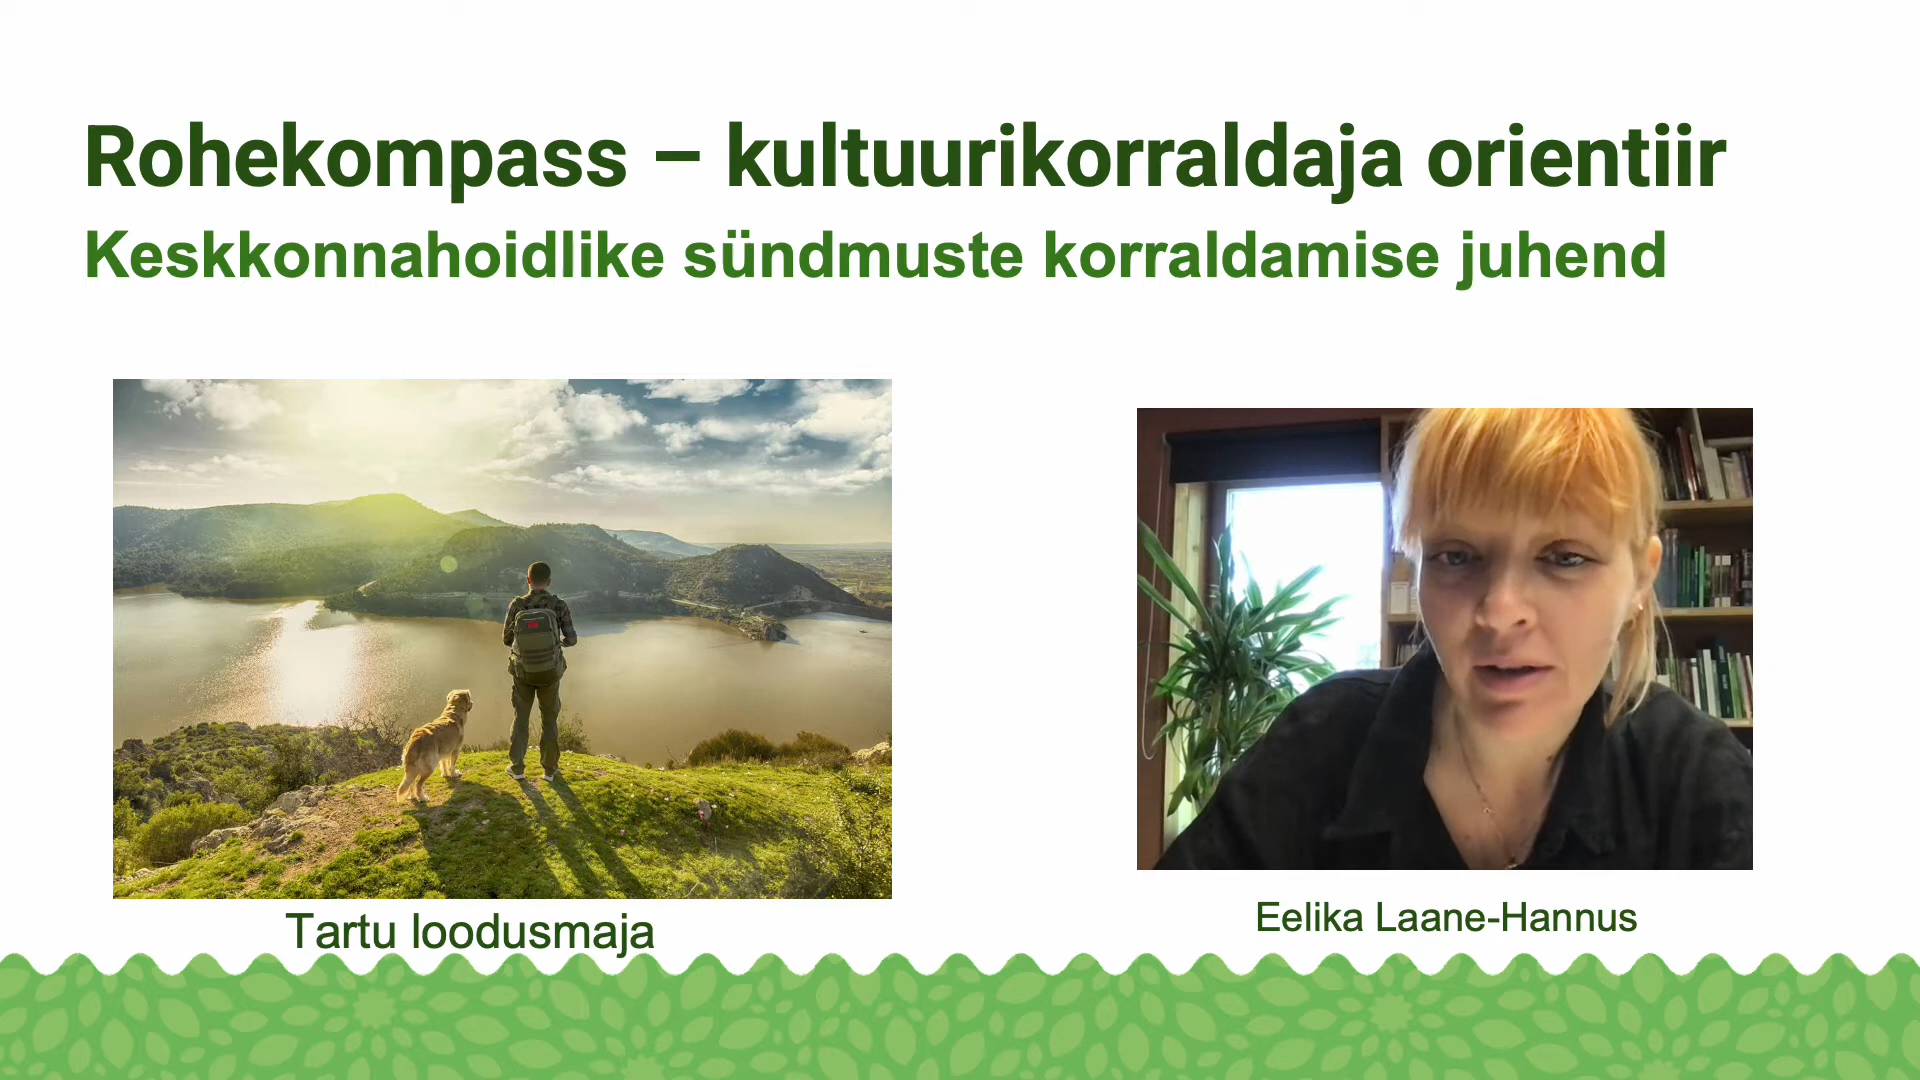 Rohekompass – kultuurikorraldaja orientiir
Keskkonnahoidlike sündmuste korraldamise juhend
Tartu loodusmaja
Eelika Laane-Hannus